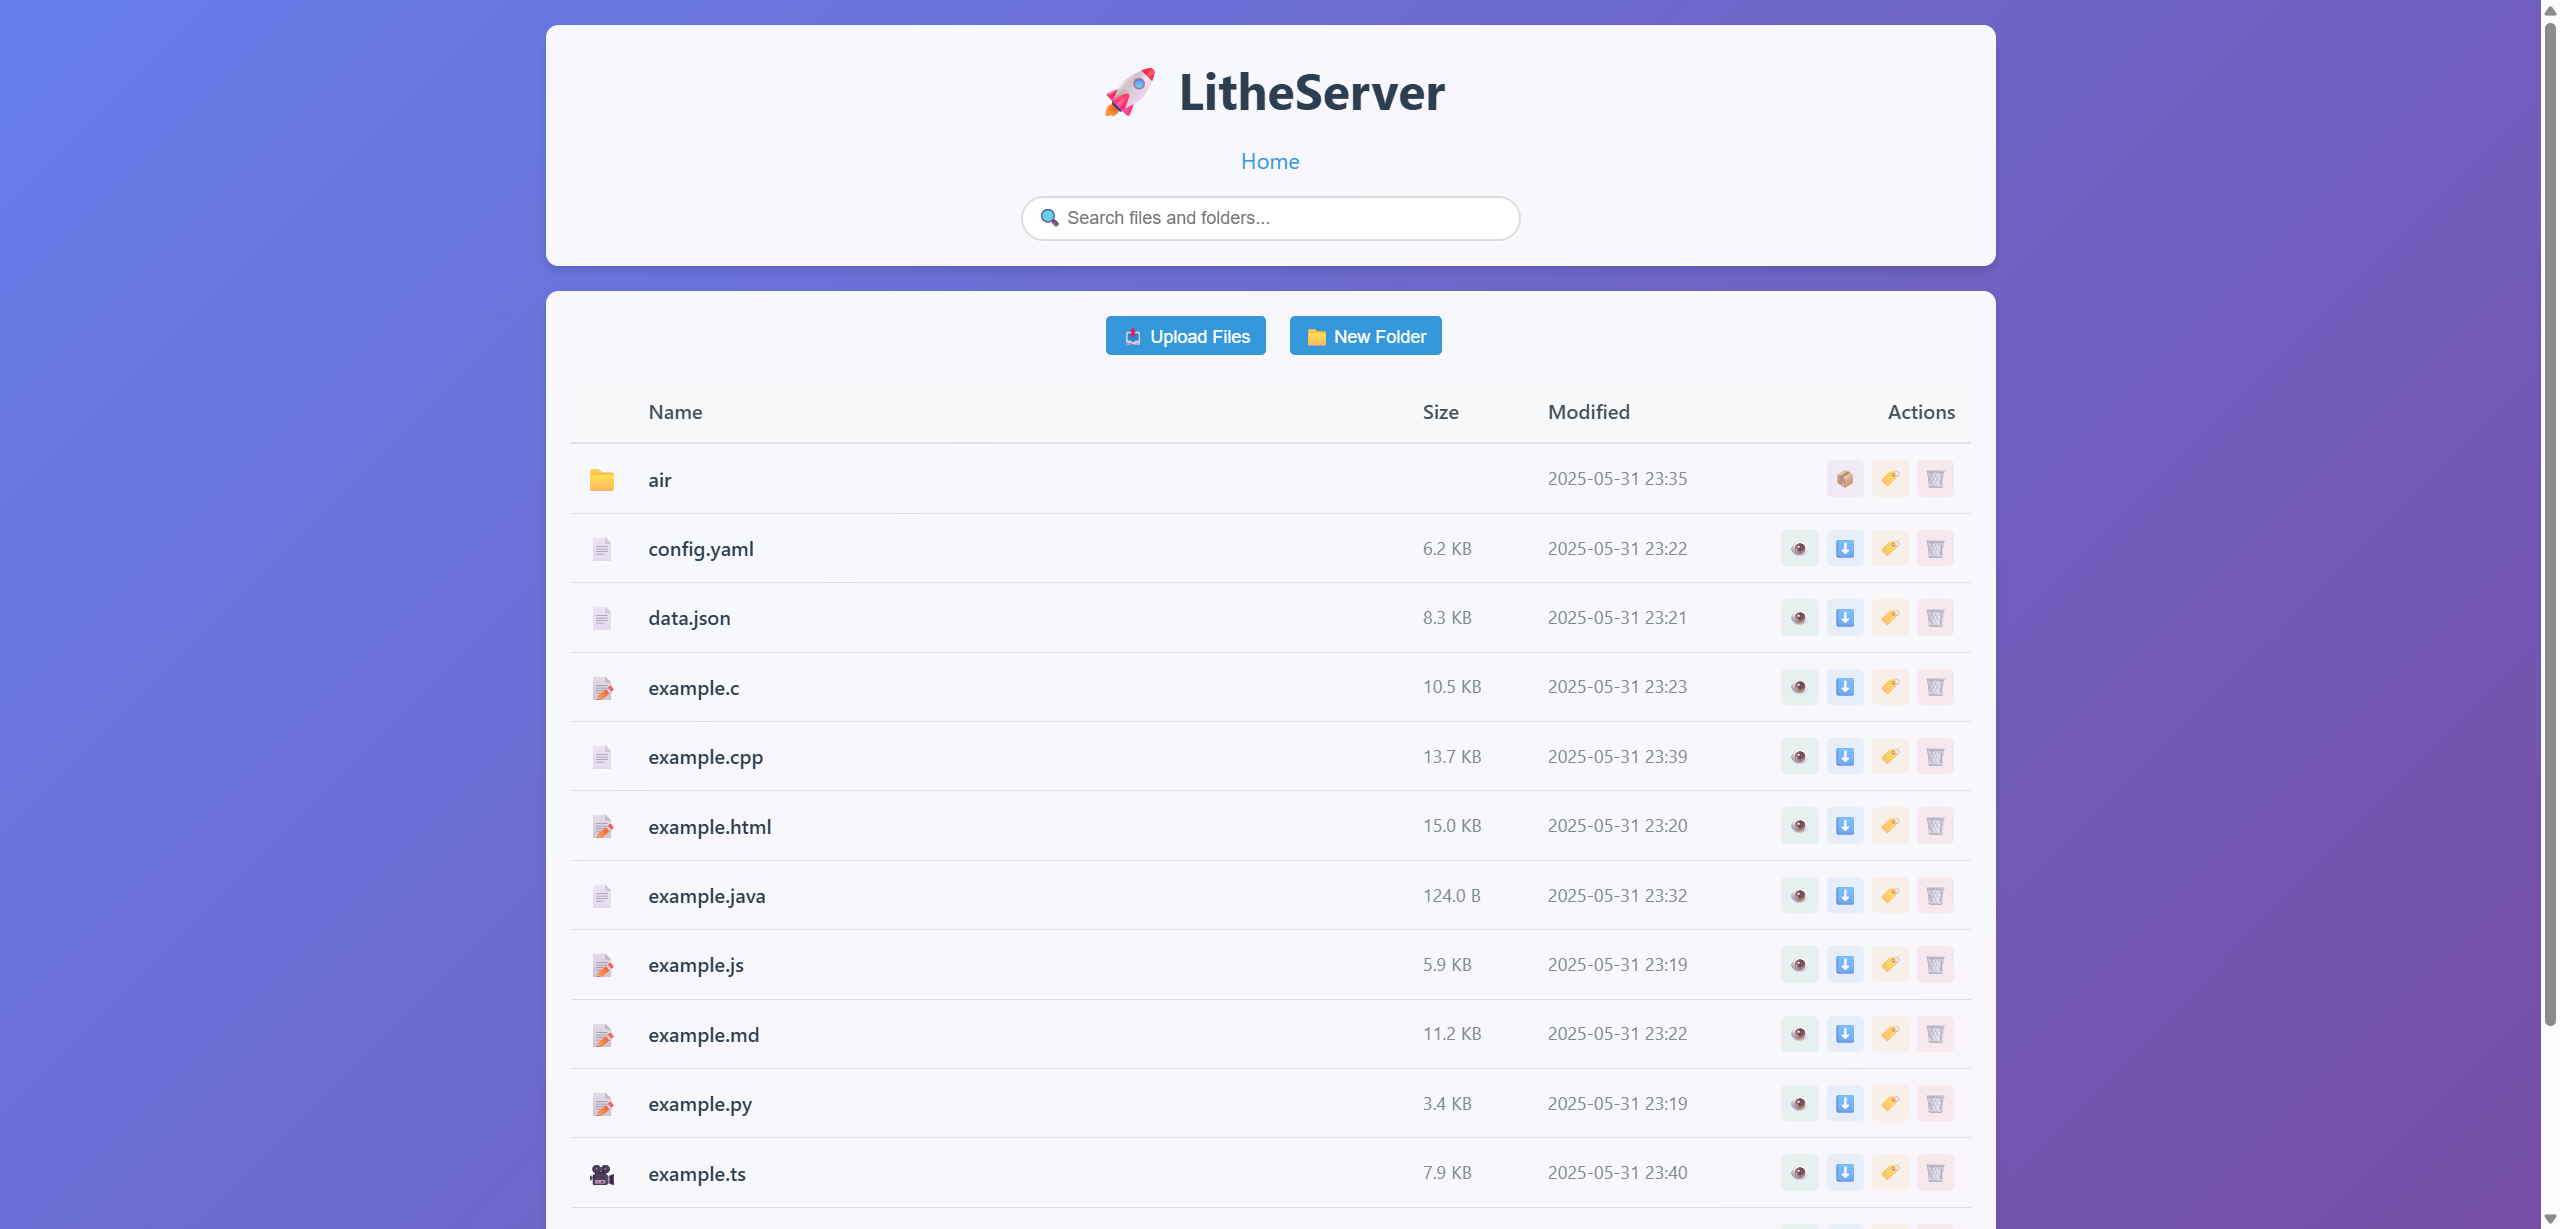 LitheServer
Home
Search files and folders...
Upload Files New Folder
Name Size Modified Actions
air 2025-05-31 23:35
config.yaml 6.2 KB 2025-05-31 23:22
data.json 8.3 KB 2025-05-31 23:21
example.c 10.5 KB 2025-05-31 23:23
example.cpp 13.7 KB 2025-05-31 23:39
example.html 15.0 KB 2025-05-31 23:20
example.java 124.0 B 2025-05-31 23:32
example.js 5.9 KB 2025-05-31 23:19
example.md 11.2 KB 2025-05-31 23:22
example.py 3.4 KB 2025-05-31 23:19
example.ts 7.9 KB 2025-05-31 23:40